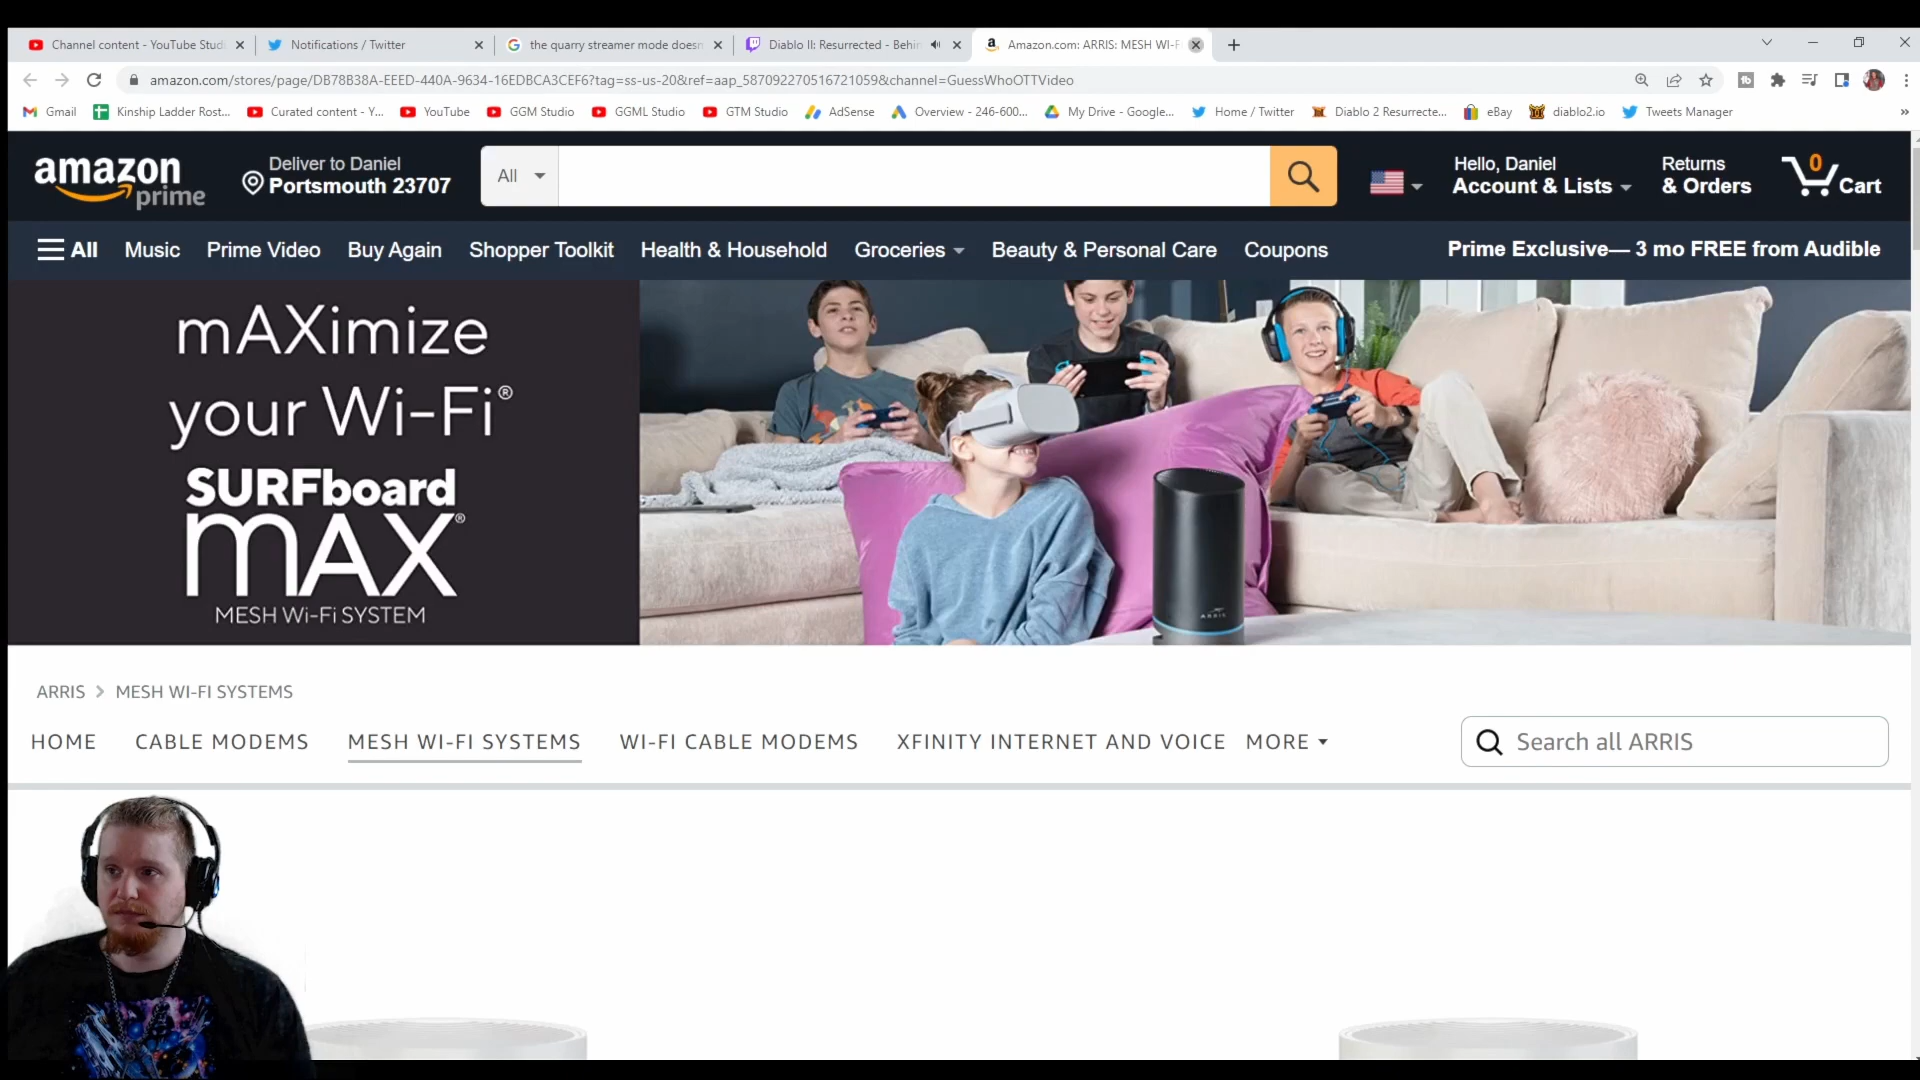 Channel content - YouTube Studi
Notifications / Twitter
the quarry streamer mode doesn
Diablo II: Resurrected - Behin
Amazon.com: ARRIS: MESH WI-F
amazon.com/stores/page/DB78B38A-EEED-440A-9634-16EDBCA3CEF6?tag=ss-us-20&ref=aap_587092270516721059&channel=GuessWhoOTTVideo
Gmail
Kinship Ladder Rost...
Curated content - Y...
YouTube
GGM Studio
GGML Studio
GTM Studio
AdSense
Overview - 246-600...
My Drive - Google...
Home / Twitter
Diablo 2 Resurrecte...
eBay
diablo2.io
Tweets Manager
»
amazon
prime
Deliver to Daniel
Portsmouth 23707
All
Hello, Daniel
Account & Lists
Returns
& Orders
0
Cart
All
Music
Prime Video
Buy Again
Shopper Toolkit
Health & Household
Groceries
Beauty & Personal Care
Coupons
Prime Exclusive— 3 mo FREE from Audible
mAXimize
your Wi-Fi®
SURFboard
mAX®
MESH Wi-Fi SYSTEM
ARRIS
ARRIS > MESH WI-FI SYSTEMS
HOME
CABLE MODEMS
MESH WI-FI SYSTEMS
WI-FI CABLE MODEMS
XFINITY INTERNET AND VOICE
MORE
Search all ARRIS